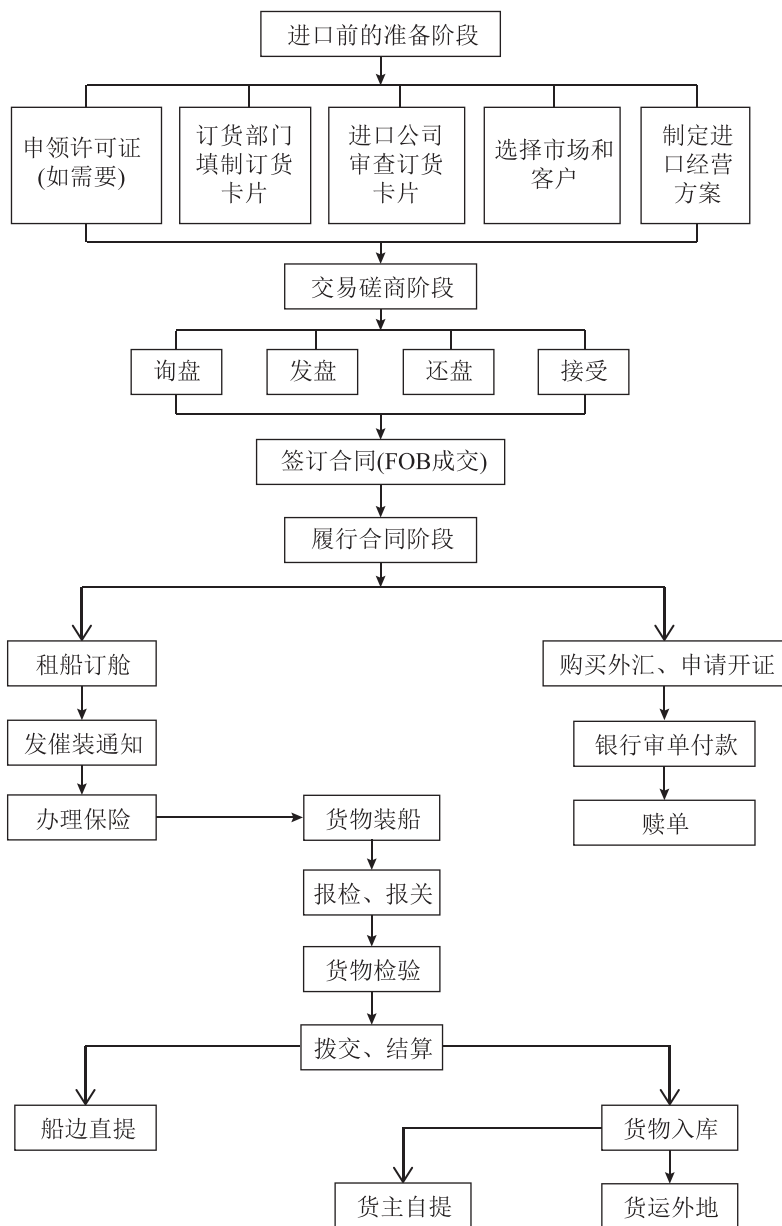 进口前的准备阶段
申领许可证
(如需要)
订货部门
填制订货
卡片
进口公司
审查订货
卡片
选择市场和
客户
制定进
口经营
方案
交易磋商阶段
询盘
发盘
还盘
接受
签订合同(FOB成交)
履行合同阶段
租船订舱
购买外汇、申请开证
发催装通知
银行审单付款
办理保险
货物装船
赎单
报检、报关
货物检验
拨交、结算
船边直提
货物入库
货主自提
货运外地